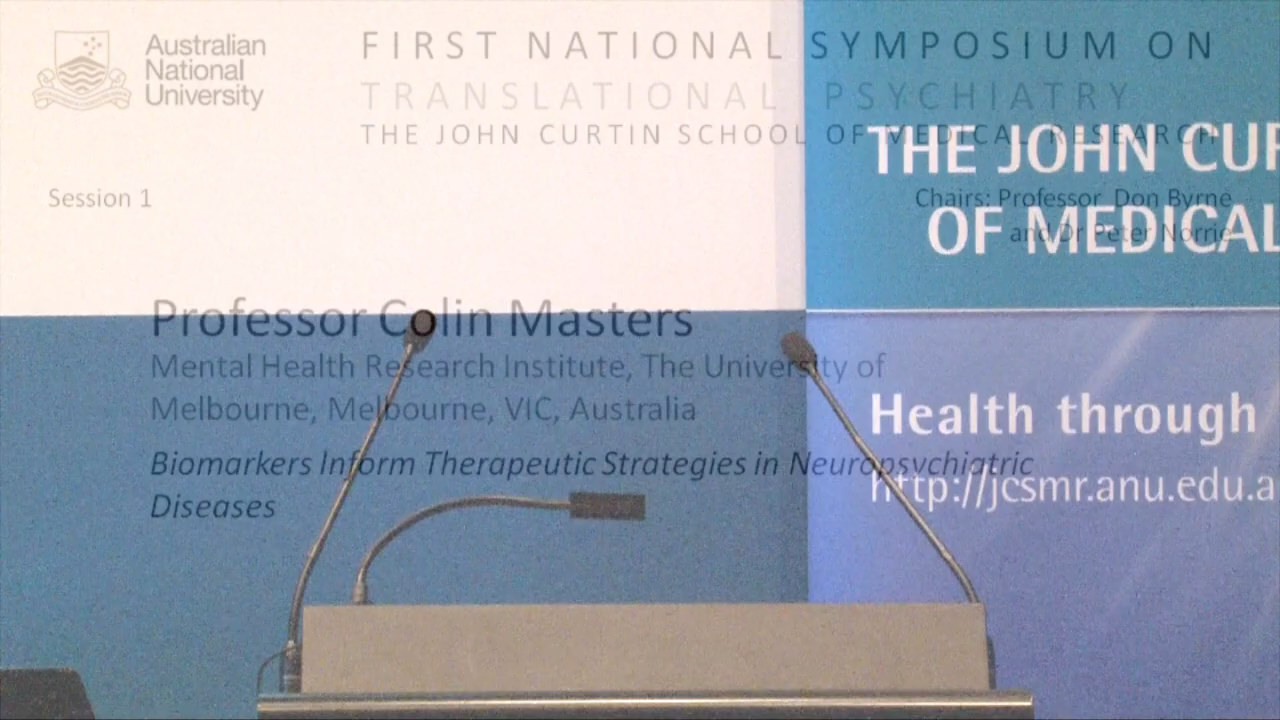 Australian
National
University
FIRST NATIONAL SYMPOSIUM ON
TRANSLATIONAL PSYCHIATRY
THE JOHN CURTIN SCHOOL OF MEDICAL RESEARCH
THE JOHN CUR
OF MEDICAL
Session 1
Chairs: Professor Don Byrne
and Dr Peter Norrie
Professor Colin Masters
Mental Health Research Institute, The University of
Melbourne, Melbourne, VIC, Australia
Biomarkers Inform Therapeutic Strategies in Neuropsychiatric
Diseases
Health through
http://jcsmr.anu.edu.a